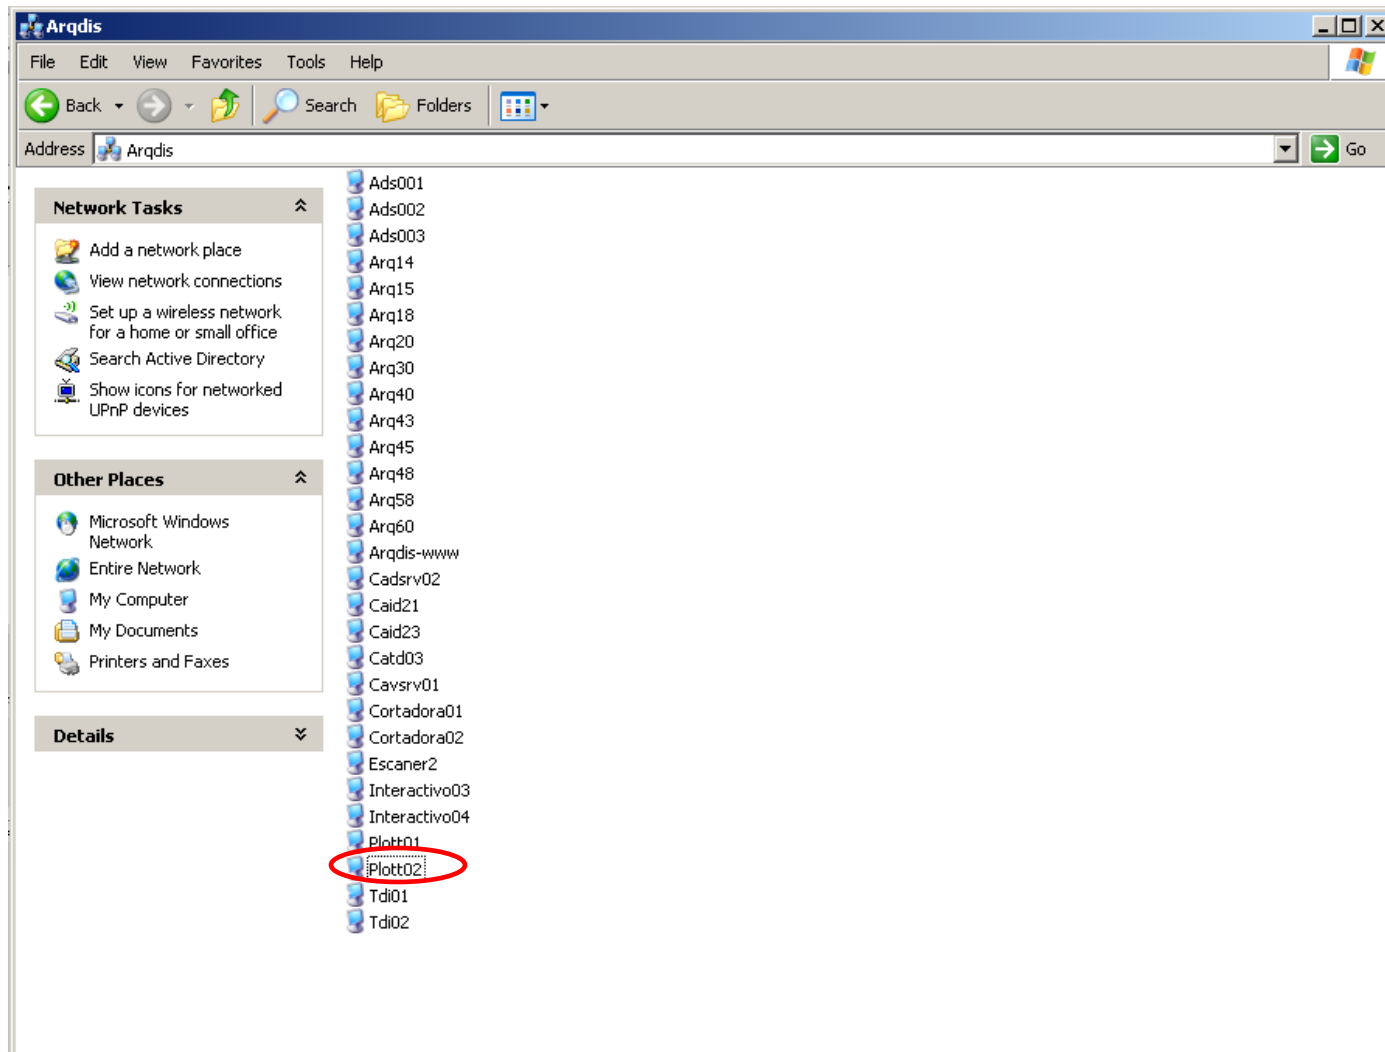 Arqdis
File Edit View Favorites Tools Help
Back Search Folders
Address Arqdis Go
Network Tasks
Add a network place
View network connections
Set up a wireless network
for a home or small office
Search Active Directory
Show icons for networked
UPnP devices
Other Places
Microsoft Windows
Network
Entire Network
My Computer
My Documents
Printers and Faxes
Details
Ads001
Ads002
Ads003
Arq14
Arq15
Arq18
Arq20
Arq30
Arq40
Arq43
Arq45
Arq48
Arq58
Arq60
Arqdis-www
Cadsrv02
Caid21
Caid23
Catd03
Cavsrv01
Cortadora01
Cortadora02
Escaner2
Interactivo03
Interactivo04
Plott01
Plott02
Tdi01
Tdi02